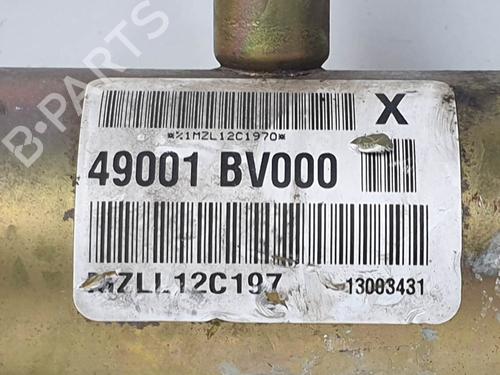 B-PARTS
*%1MZL12C1970*
X
49001 BV000
1MZLL12C197
13003431